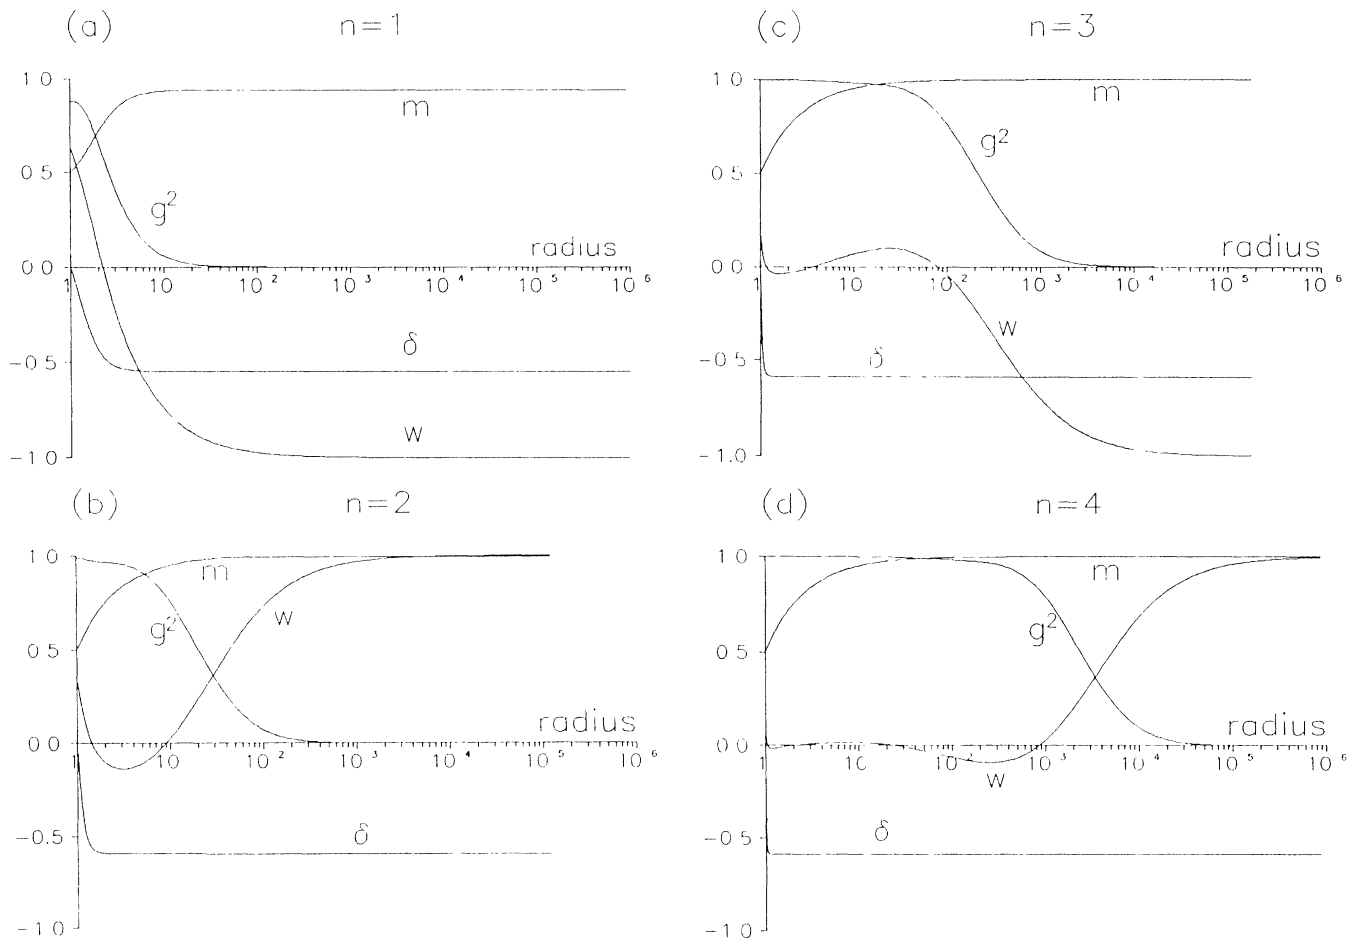 (a)
n=1
1 0
m
0 5
g²
radius
0 0
1
10
10²
10³
10⁴
10⁵
10⁶
−0.5
δ
w
−1 0
(c)
n=3
1 0
m
g²
0 5
radius
0.0
1
10
10²
10³
10⁴
10⁵
10⁶
w
−0.5
δ
−1.0
(b)
n=2
1 0
m
w
g²
0 5
radius
0 0
1
10
10²
10³
10⁴
10⁵
10⁶
−0.5
δ
−1 0
(d)
n=4
1 0
m
g²
0 5
radius
0 0
1
10
10²
10³
10⁴
10⁵
10⁶
w
−0 5
δ
−1 0